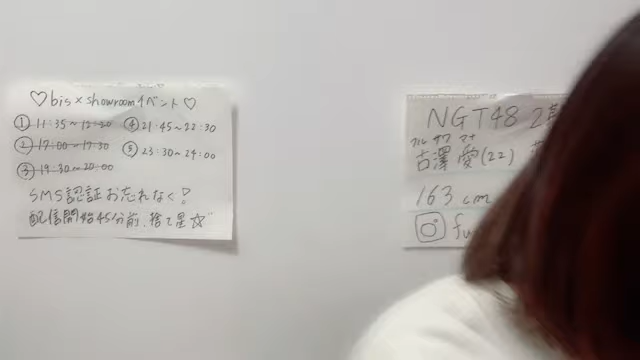 ♡bis×showroomイベント♡
① 11:35~12:20 ④ 21:45~22:30
② 17:00~17:30 ⑤ 23:30~24:00
③ 19:30~20:00
SMS認証お忘れなく!
配信開始45分前、捨て星☆
NGT48 2
フル サワ マナ
古澤 愛(22)
163cm
fu